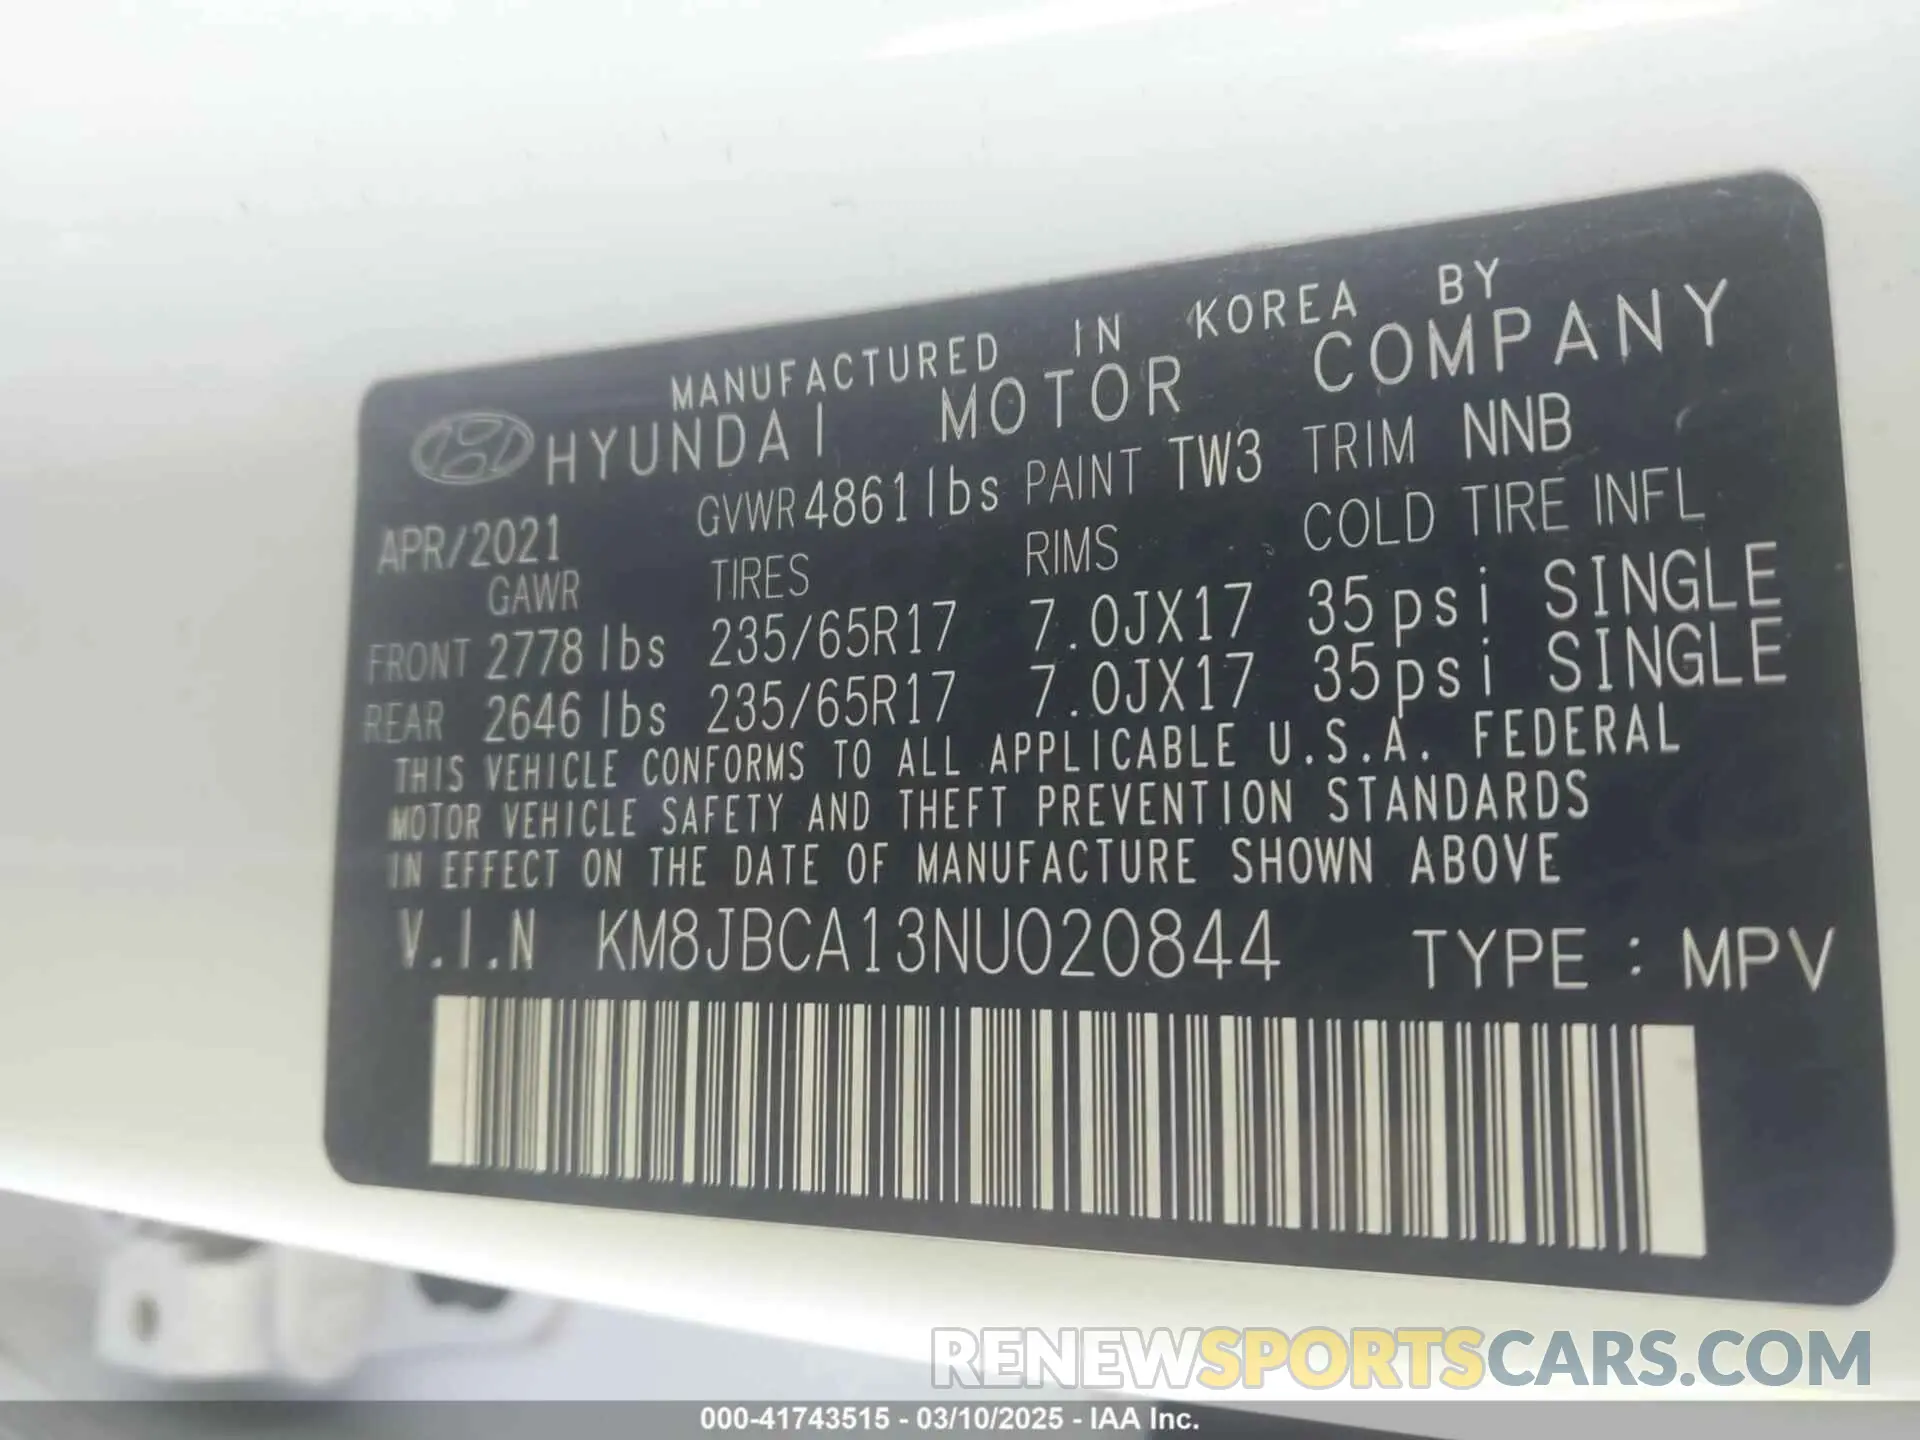 MANUFACTURED IN KOREA BY
HYUNDAI MOTOR COMPANY
APR/2021 GVWR 4861lbs PAINT TW3 TRIM NNB
GAWR TIRES RIMS COLD TIRE INFL
FRONT 2778 lbs 235/65R17 7.0JX17 35psi SINGLE
REAR 2646 lbs 235/65R17 7.0JX17 35psi SINGLE
THIS VEHICLE CONFORMS TO ALL APPLICABLE U.S.A. FEDERAL
MOTOR VEHICLE SAFETY AND THEFT PREVENTION STANDARDS
IN EFFECT ON THE DATE OF MANUFACTURE SHOWN ABOVE
V.I.N KM8JBCA13NU020844 TYPE : MPV
RENEWSPORTSCARS.COM
000-41743515 - 03/10/2025 - IAA Inc.